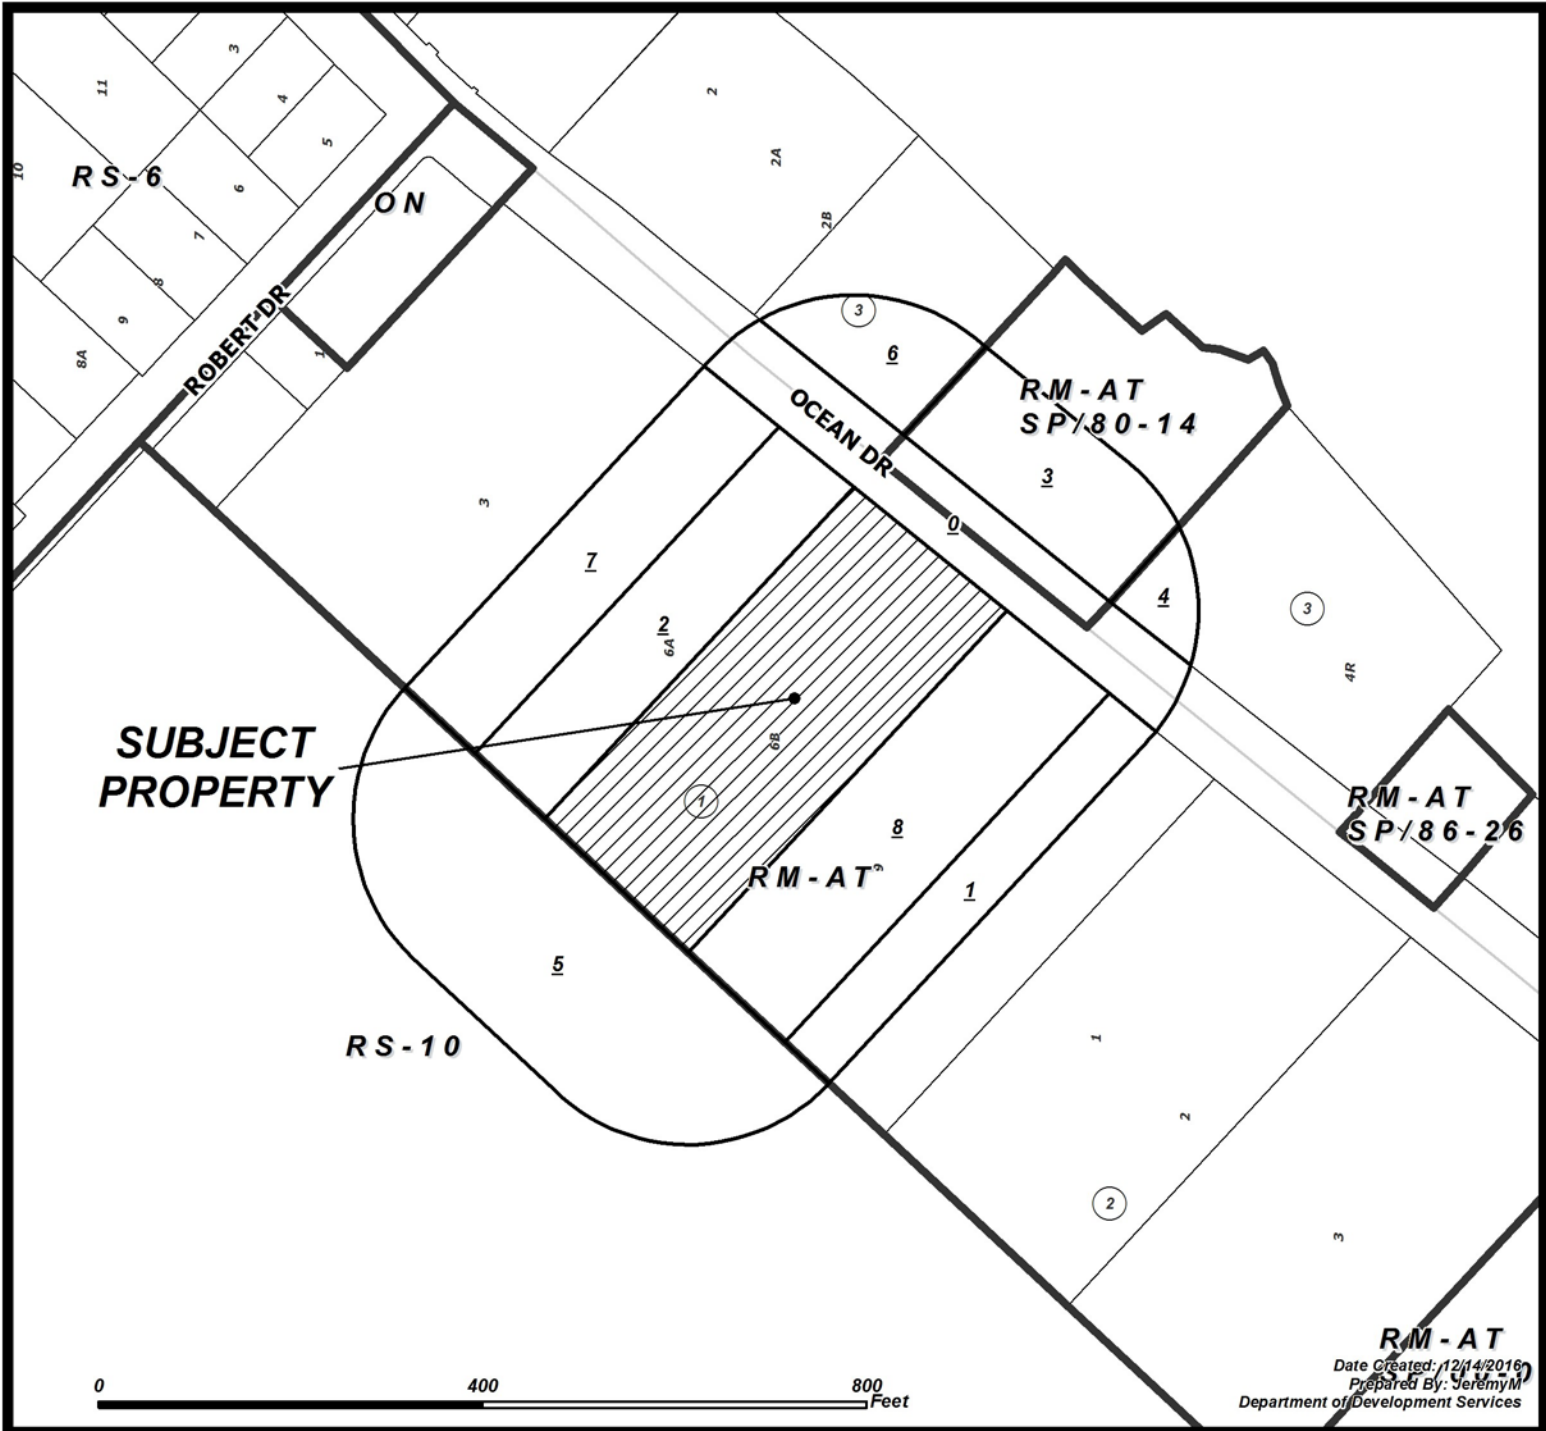 3
11
4
2
5
2A
10
RS-6
6
ON
2B
7
8
3
9
ROBERT DR
1
6
8A
RM-AT
SP/80-14
OCEAN DR
3
3
0
7
4
3
2
6A
4R
SUBJECT
PROPERTY
6B
1
RM-AT
SP/86-26
8
RM-AT
9
1
5
RS-10
1
2
2
3
RM-AT
Date Created: 12/14/2016
Prepared By: JeremyM
Department of Development Services
0 400 800
Feet